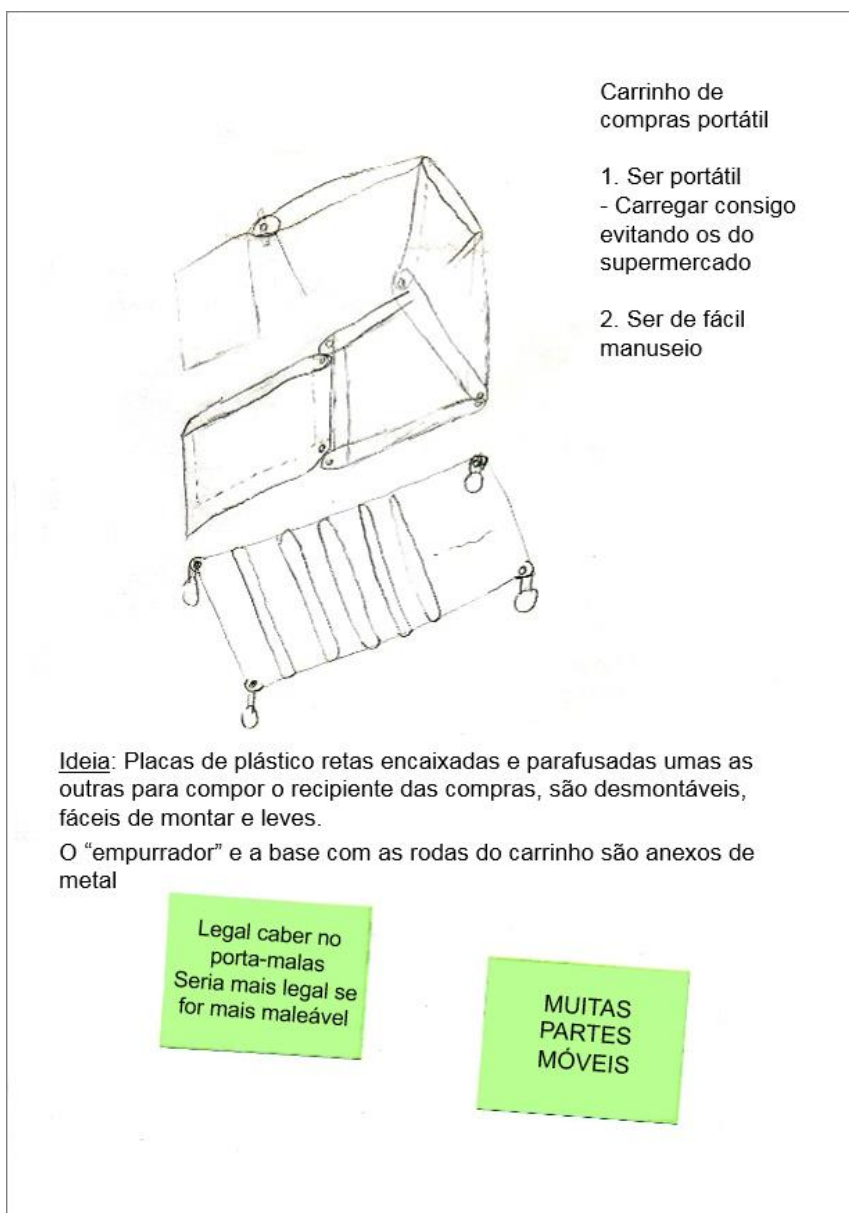 Carrinho de
compras portátil
1. Ser portátil
- Carregar consigo
evitando os do
supermercado
2. Ser de fácil
manuseio
Ideia: Placas de plástico retas encaixadas e parafusadas umas as
outras para compor o recipiente das compras, são desmontáveis,
fáceis de montar e leves.
O “empurrador” e a base com as rodas do carrinho são anexos de
metal
Legal caber no
porta-malas
Seria mais legal se
for mais maleável
MUITAS
PARTES
MÓVEIS